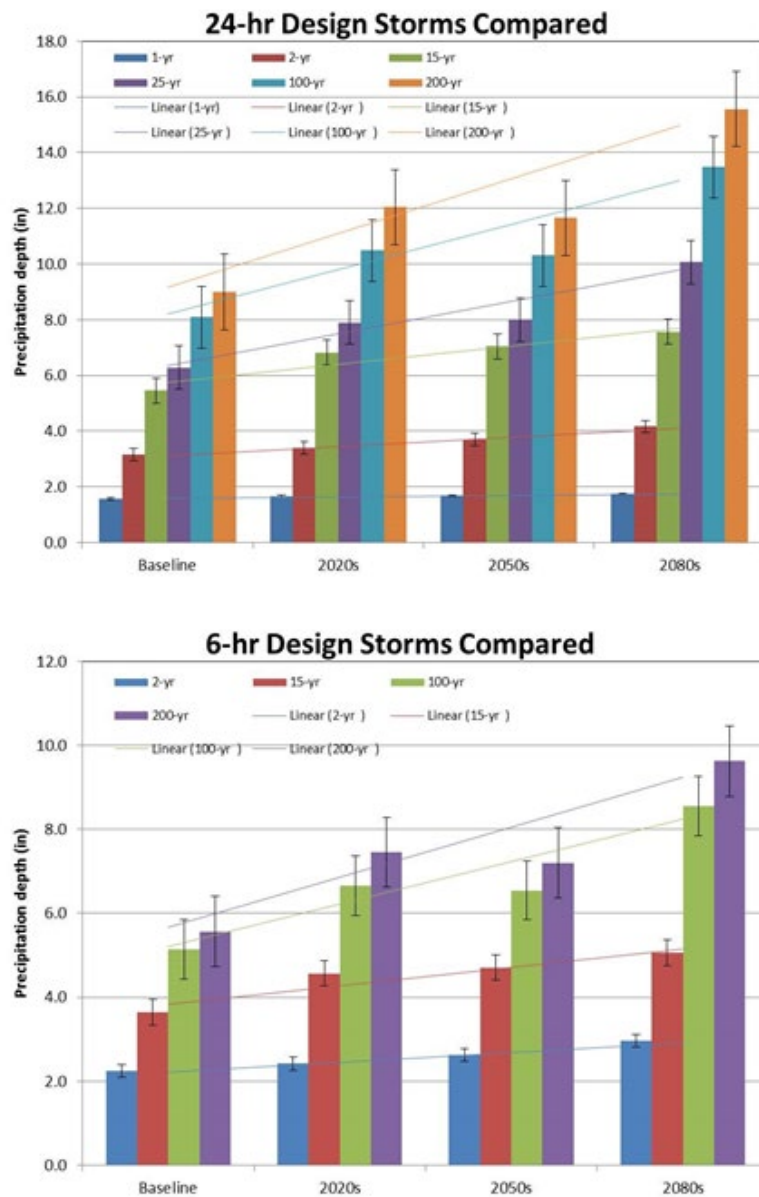 24-hr Design Storms Compared
18.0
1-yr 2-yr 15-yr
25-yr 100-yr 200-yr
16.0
Linear (1-yr) Linear (2-yr ) Linear (15-yr )
Linear (25-yr ) Linear (100-yr ) Linear (200-yr )
14.0
12.0
10.0
8.0
6.0
4.0
2.0
0.0
Precipitation depth (in)
Baseline 2020s 2050s 2080s
6-hr Design Storms Compared
12.0
2-yr 15-yr 100-yr
200-yr Linear (2-yr ) Linear (15-yr )
Linear (100-yr ) Linear (200-yr )
10.0
8.0
6.0
4.0
2.0
0.0
Precipitation depth (in)
Baseline 2020s 2050s 2080s